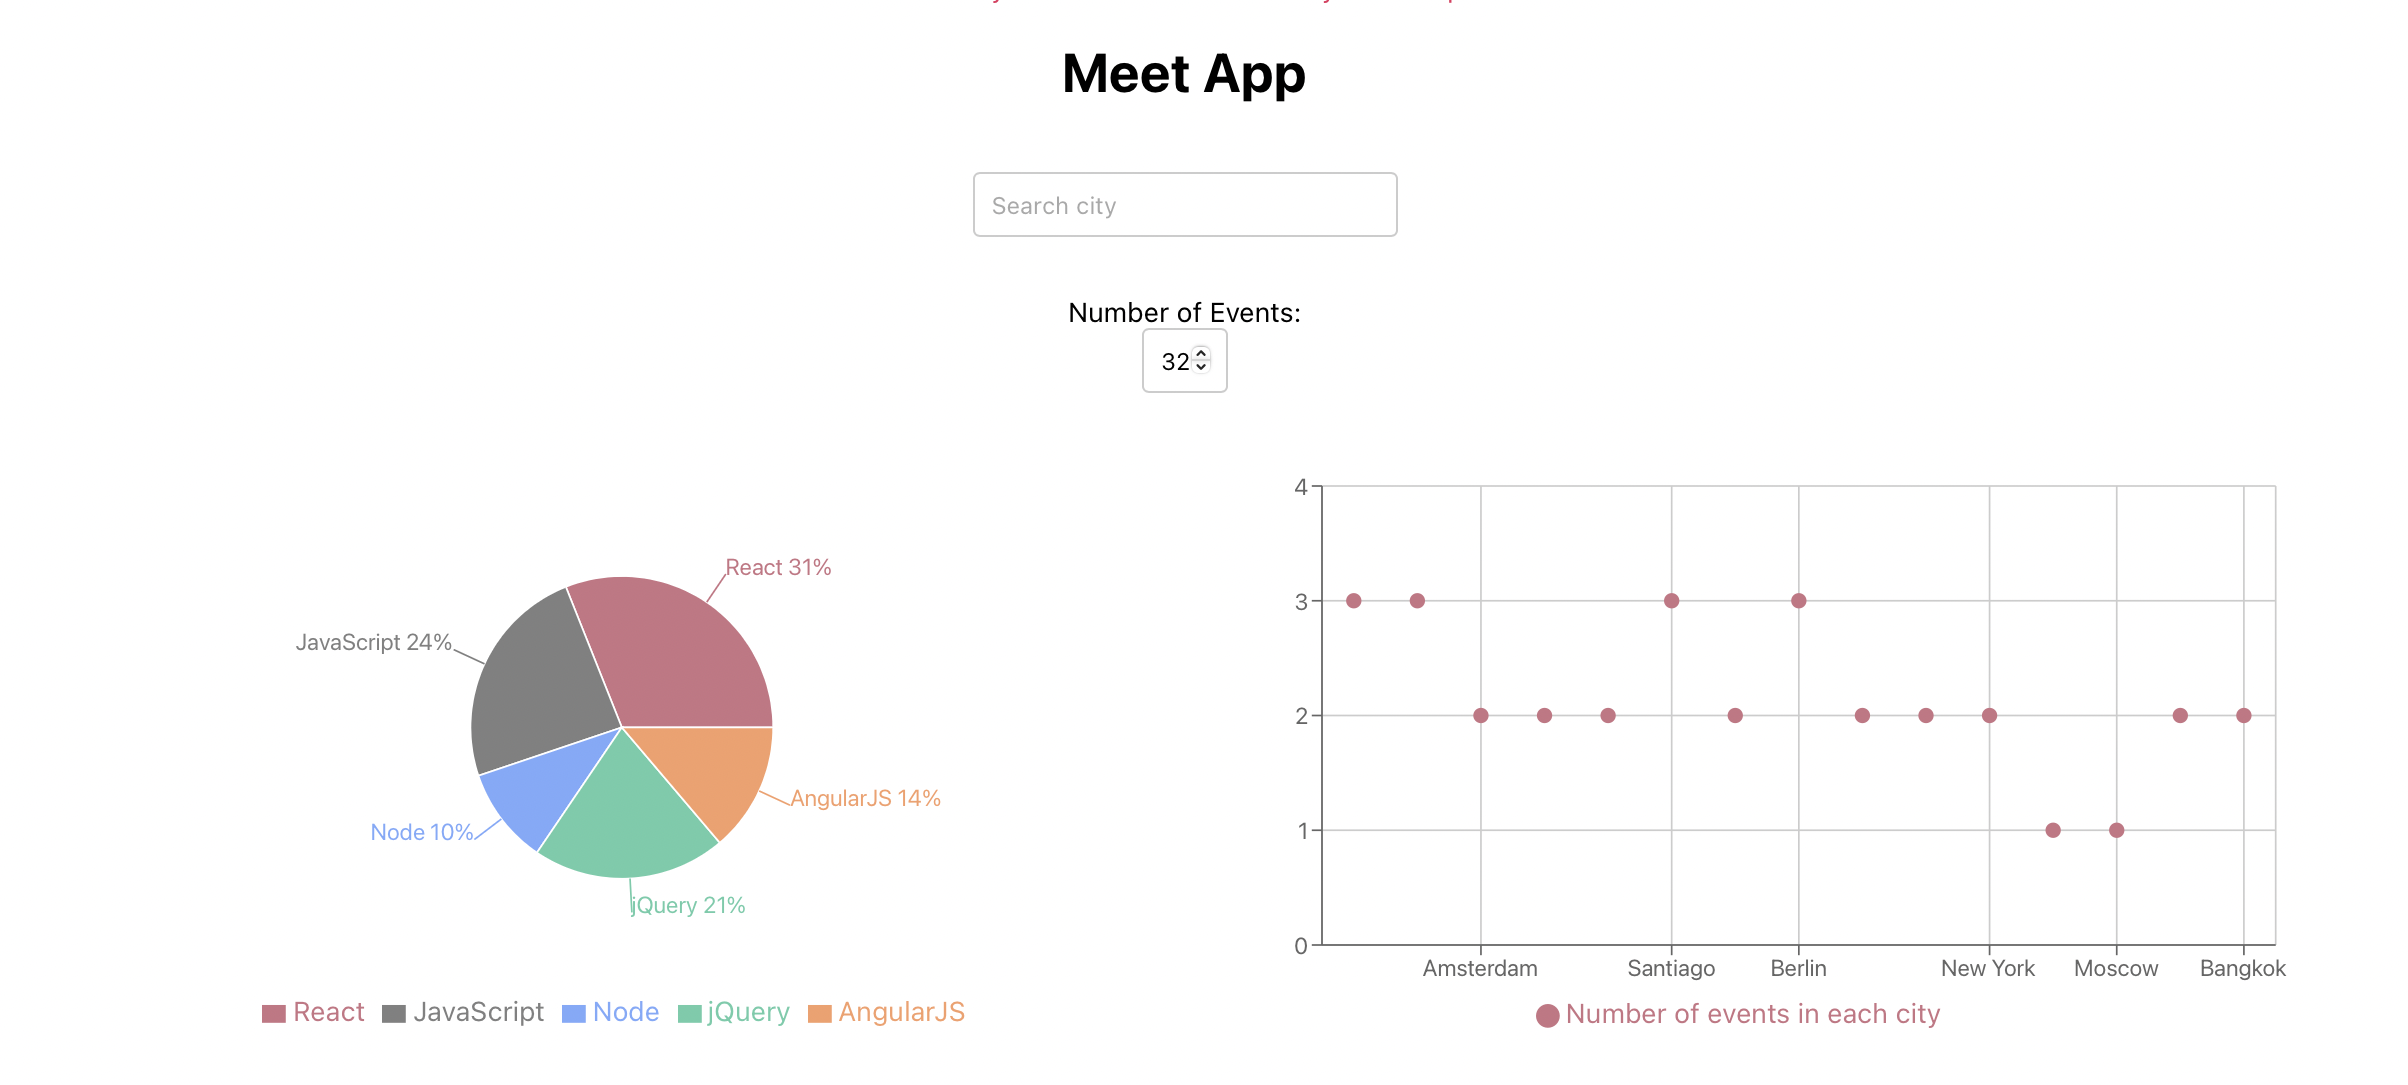 Meet App
Search city
Number of Events:
32
React 31%
JavaScript 24%
Node 10%
jQuery 21%
AngularJS 14%
React JavaScript Node jQuery AngularJS
4
3
2
1
0
Amsterdam Santiago Berlin New York Moscow Bangkok
Number of events in each city